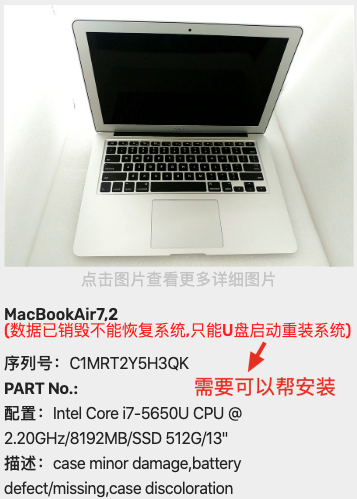 点击图片查看更多详细图片
MacBookAir7,2
(数据已销毁不能恢复系统,只能U盘启动重装系统)
序列号：C1MRT2Y5H3QK
需要可以帮安装
PART No.:
配置：Intel Core i7-5650U CPU @
2.20GHz/8192MB/SSD 512G/13"
描述：case minor damage,battery
defect/missing,case discoloration